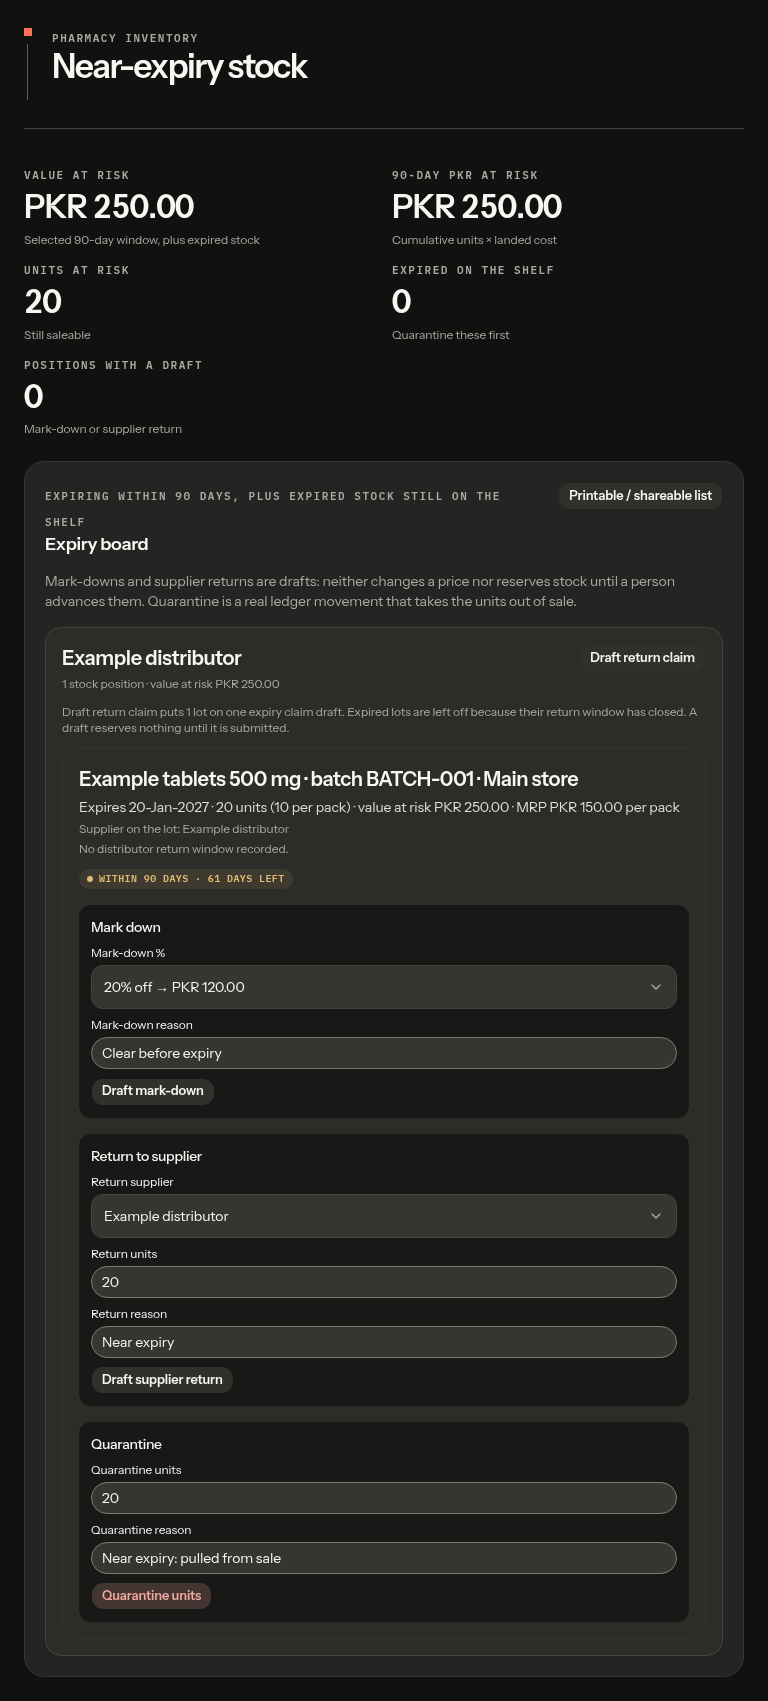 PHARMACY INVENTORY
Near-expiry stock
VALUE AT RISK
PKR 250.00
Selected 90-day window, plus expired stock
90-DAY PKR AT RISK
PKR 250.00
Cumulative units × landed cost
UNITS AT RISK
20
Still saleable
EXPIRED ON THE SHELF
0
Quarantine these first
POSITIONS WITH A DRAFT
0
Mark-down or supplier return
EXPIRING WITHIN 90 DAYS, PLUS EXPIRED STOCK STILL ON THE
SHELF
Printable / shareable list
Expiry board
Mark-downs and supplier returns are drafts: neither changes a price nor reserves stock until a person
advances them. Quarantine is a real ledger movement that takes the units out of sale.
Example distributor
Draft return claim
1 stock position · value at risk PKR 250.00
Draft return claim puts 1 lot on one expiry claim draft. Expired lots are left off because their return window has closed. A
draft reserves nothing until it is submitted.
Example tablets 500 mg · batch BATCH-001 · Main store
Expires 20-Jan-2027 · 20 units (10 per pack) · value at risk PKR 250.00 · MRP PKR 150.00 per pack
Supplier on the lot: Example distributor
No distributor return window recorded.
WITHIN 90 DAYS · 61 DAYS LEFT
Mark down
Mark-down %
20% off → PKR 120.00
Mark-down reason
Clear before expiry
Draft mark-down
Return to supplier
Return supplier
Example distributor
Return units
20
Return reason
Near expiry
Draft supplier return
Quarantine
Quarantine units
20
Quarantine reason
Near expiry: pulled from sale
Quarantine units